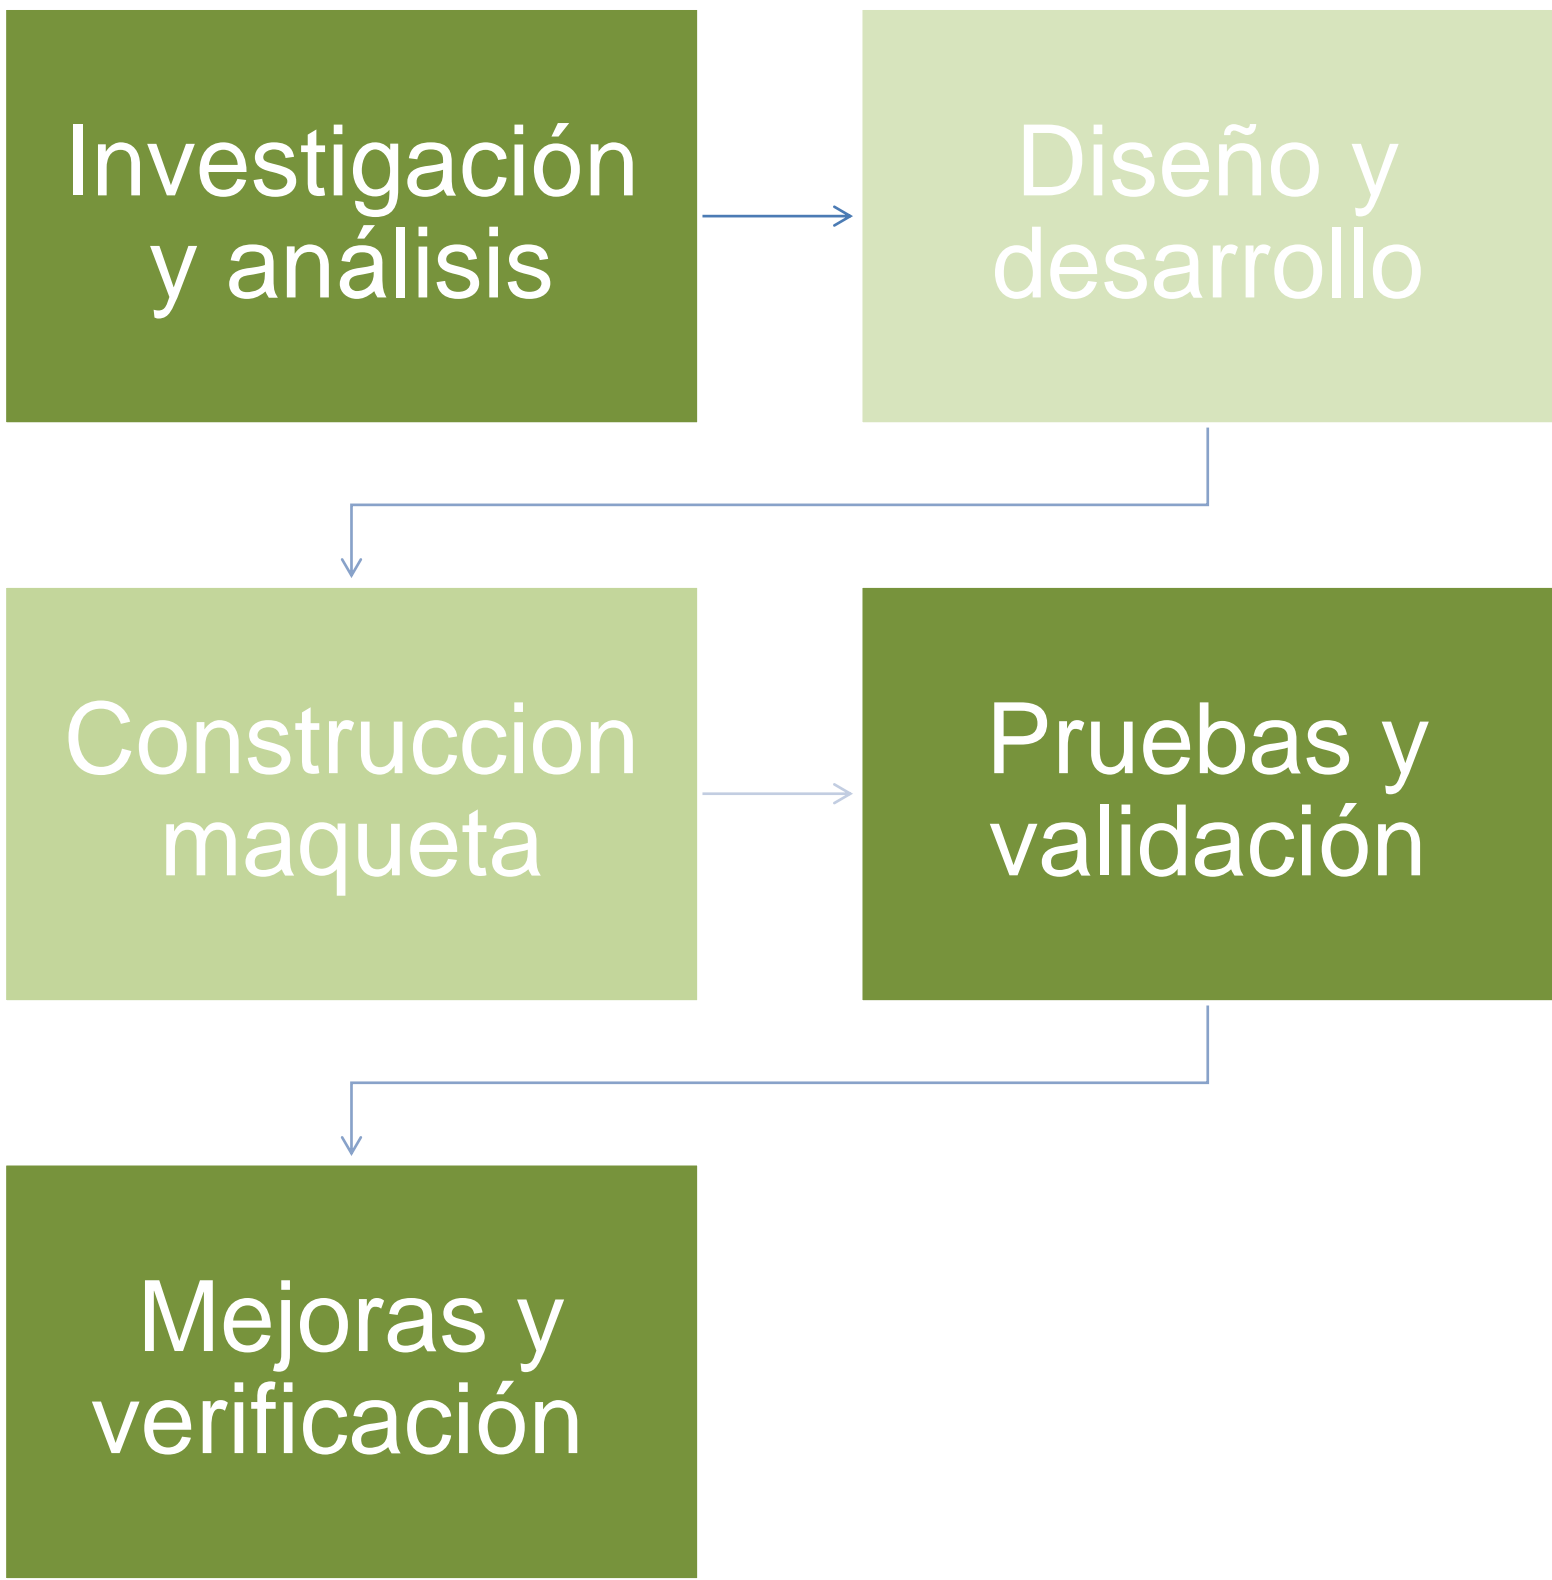 Investigación
y análisis
Diseño y
desarrollo
Construccion
maqueta
Pruebas y
validación
Mejoras y
verificación